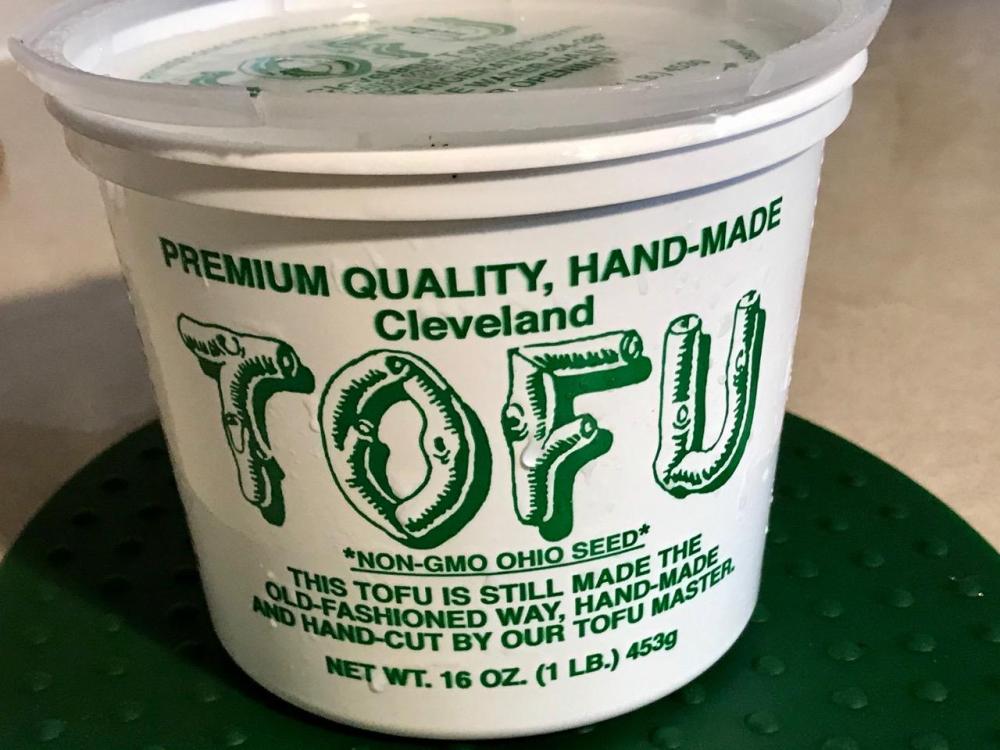 TOFU
PREMIUM QUALITY, HAND-MADE
Cleveland
TOFU
*NON-GMO OHIO SEED*
THIS TOFU IS STILL MADE THE
OLD-FASHIONED WAY, HAND-MADE
AND HAND-CUT BY OUR TOFU MASTER.
NET WT. 16 OZ. (1 LB.) 453g